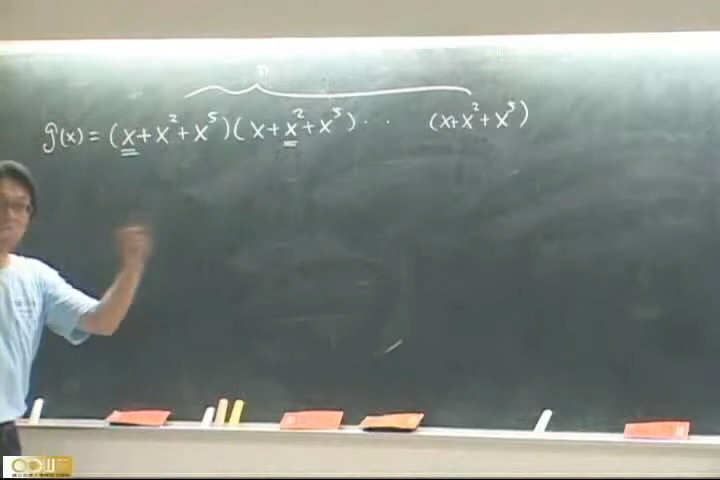 n
g(x) = (x+x²+x⁵)(x+x²+x⁵)·· · (x+x²+x⁵)